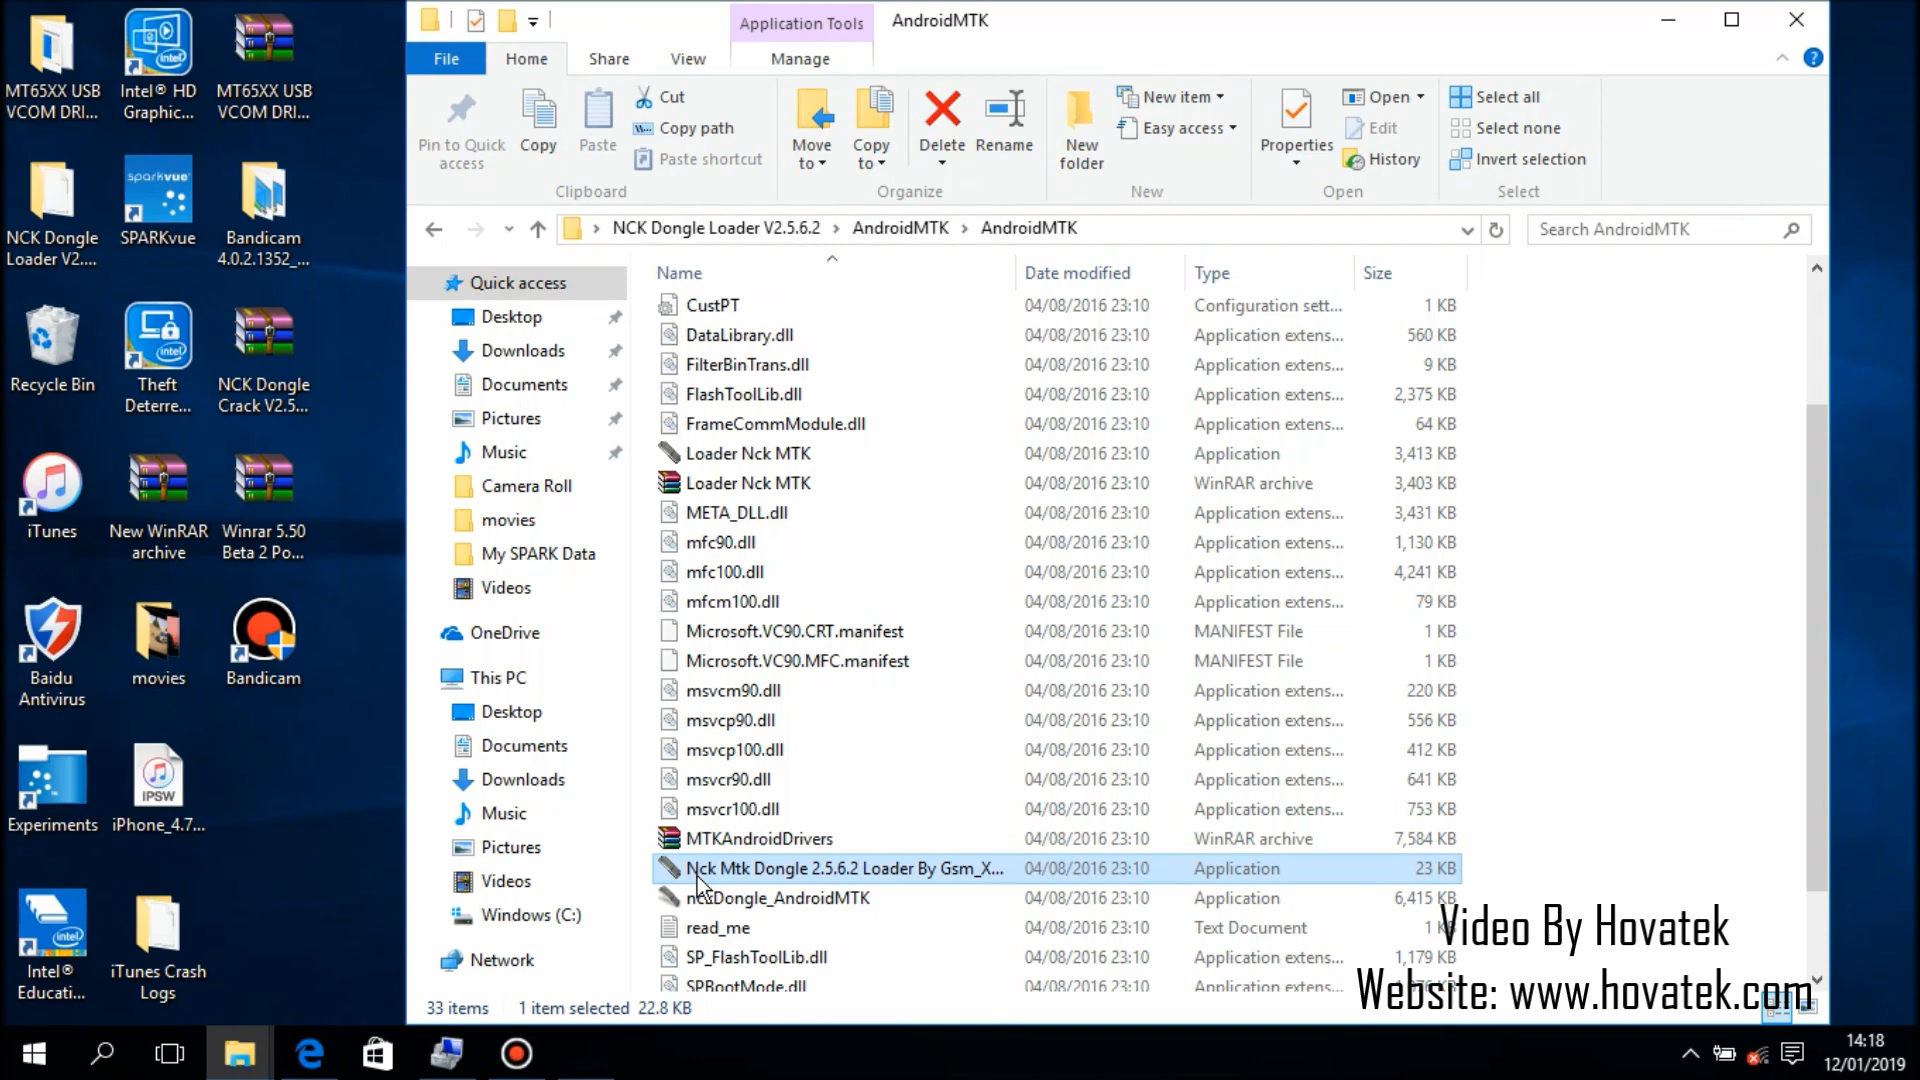 MT65XX USB
VCOM DRI...
Intel® HD
Graphic...
MT65XX USB
VCOM DRI...
NCK Dongle
Loader V2....
sparkvue
SPARKvue
Bandicam
4.0.2.1352_...
Recycle Bin
Theft
Deterre...
NCK Dongle
Crack V2.5...
iTunes
New WinRAR
archive
Winrar 5.50
Beta 2 Po...
Baidu
Antivirus
movies
Bandicam
Experiments
IPSW
iPhone_4.7...
Intel®
Educati...
iTunes Crash
Logs
Application Tools
AndroidMTK
File
Home
Share
View
Manage
Pin to Quick
access
Copy
Paste
Cut
Copy path
Paste shortcut
Clipboard
Move
to
Copy
to
Delete
Rename
Organize
New
folder
New item
Easy access
New
Properties
Open
Edit
History
Open
Select all
Select none
Invert selection
Select
NCK Dongle Loader V2.5.6.2 > AndroidMTK > AndroidMTK
Search AndroidMTK
Quick access
Desktop
Downloads
Documents
Pictures
Music
Camera Roll
movies
My SPARK Data
Videos
OneDrive
This PC
Desktop
Documents
Downloads
Music
Pictures
Videos
Windows (C:)
Network
Name Date modified Type Size
CustPT 04/08/2016 23:10 Configuration sett... 1 KB
DataLibrary.dll 04/08/2016 23:10 Application extens... 560 KB
FilterBinTrans.dll 04/08/2016 23:10 Application extens... 9 KB
FlashToolLib.dll 04/08/2016 23:10 Application extens... 2,375 KB
FrameCommModule.dll 04/08/2016 23:10 Application extens... 64 KB
Loader Nck MTK 04/08/2016 23:10 Application 3,413 KB
Loader Nck MTK 04/08/2016 23:10 WinRAR archive 3,403 KB
META_DLL.dll 04/08/2016 23:10 Application extens... 3,431 KB
mfc90.dll 04/08/2016 23:10 Application extens... 1,130 KB
mfc100.dll 04/08/2016 23:10 Application extens... 4,241 KB
mfcm100.dll 04/08/2016 23:10 Application extens... 79 KB
Microsoft.VC90.CRT.manifest 04/08/2016 23:10 MANIFEST File 1 KB
Microsoft.VC90.MFC.manifest 04/08/2016 23:10 MANIFEST File 1 KB
msvcm90.dll 04/08/2016 23:10 Application extens... 220 KB
msvcp90.dll 04/08/2016 23:10 Application extens... 556 KB
msvcp100.dll 04/08/2016 23:10 Application extens... 412 KB
msvcr90.dll 04/08/2016 23:10 Application extens... 641 KB
msvcr100.dll 04/08/2016 23:10 Application extens... 753 KB
MTKAndroidDrivers 04/08/2016 23:10 WinRAR archive 7,584 KB
Nck Mtk Dongle 2.5.6.2 Loader By Gsm_X... 04/08/2016 23:10 Application 23 KB
nckDongle_AndroidMTK 04/08/2016 23:10 Application 6,415 KB
read_me 04/08/2016 23:10 Text Document 1 KB
SP_FlashToolLib.dll 04/08/2016 23:10 Application extens... 1,179 KB
SPBootMode.dll 04/08/2016 23:10 Application extens...
Video By Hovatek
Website: www.hovatek.com
33 items 1 item selected 22.8 KB
14:18
12/01/2019